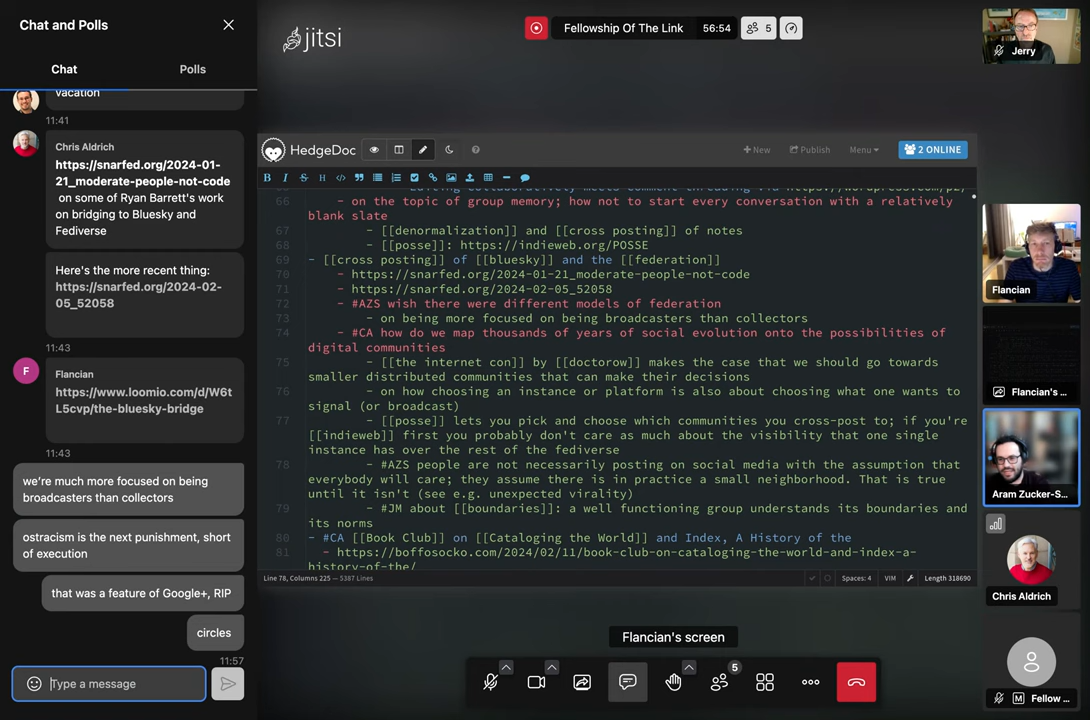 Chat and Polls
Chat
Polls
vacation
11:41
Chris Aldrich
https://snarfed.org/2024-01-
21_moderate-people-not-code
on some of Ryan Barrett's work
on bridging to Bluesky and
Fediverse
Here's the more recent thing:
https://snarfed.org/2024-02-
05_52058
11:43
F
Flancian
https://www.loomio.com/d/W6t
L5cvp/the-bluesky-bridge
11:43
we're much more focused on being
broadcasters than collectors
ostracism is the next punishment, short
of execution
that was a feature of Google+, RIP
circles
11:57
Type a message
jitsi
Fellowship Of The Link
56:54
5
HedgeDoc
+ New
Publish
Menu
2 ONLINE
B I S H
66 - on the topic of group memory; how not to start every conversation with a relatively
blank slate
67 - [[denormalization]] and [[cross posting]] of notes
68 - [[posse]]: https://indieweb.org/POSSE
69 - [[cross posting]] of [[bluesky]] and the [[federation]]
70 - https://snarfed.org/2024-01-21_moderate-people-not-code
71 - https://snarfed.org/2024-02-05_52058
72 - #AZS wish there were different models of federation
73 - on being more focused on being broadcasters than collectors
74 - #CA how do we map thousands of years of social evolution onto the possibilities of
digital communities
75 - [[the internet con]] by [[doctorow]] makes the case that we should go towards
smaller distributed communities that can make their decisions
76 - on how choosing an instance or platform is also about choosing what one wants to
signal (or broadcast)
77 - [[posse]] lets you pick and choose which communities you cross-post to; if you're
[[indieweb]] first you probably don't care as much about the visibility that one single
instance has over the rest of the fediverse
78 - #AZS people are not necessarily posting on social media with the assumption that
everybody will care; they assume there is in practice a small neighborhood. That is true
until it isn't (see e.g. unexpected virality)
79 - #JM about [[boundaries]]: a well functioning group understands its boundaries and
its norms
80 - #CA [[Book Club]] on [[Cataloging the World]] and Index, A History of the
81 - https://boffosocko.com/2024/02/11/book-club-on-cataloging-the-world-and-index-a-
history-of-the/
Line 78, Columns 225 — 5387 Lines
Spaces: 4
VIM
Length 318690
Flancian's screen
5
Jerry
Flancian
Flancian's ...
Aram Zucker-S...
Chris Aldrich
M
Fellow ...